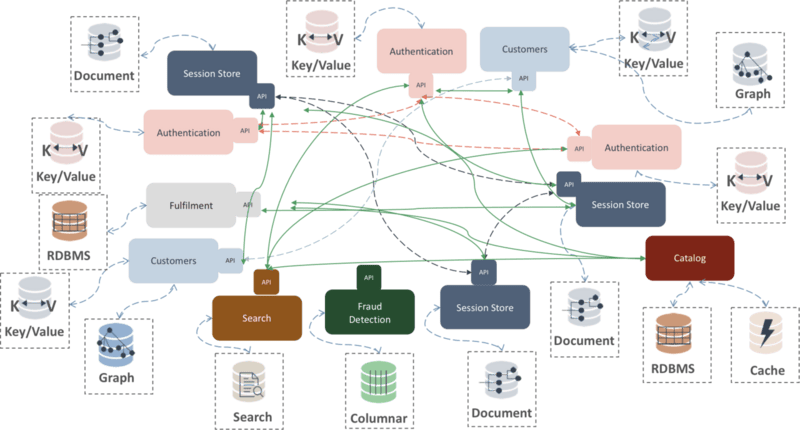 K V
Key/Value
Document
Session Store
API
Authentication
API
Customers
API
K V
Key/Value
Graph
Authentication
API
K V
Key/Value
API
Authentication
K V
Key/Value
API
Session Store
Fulfilment
API
RDBMS
Customers
API
K V
Key/Value
Graph
API
Search
Search
API
Fraud
Detection
Columnar
API
Session Store
Document
Document
Catalog
RDBMS
Cache